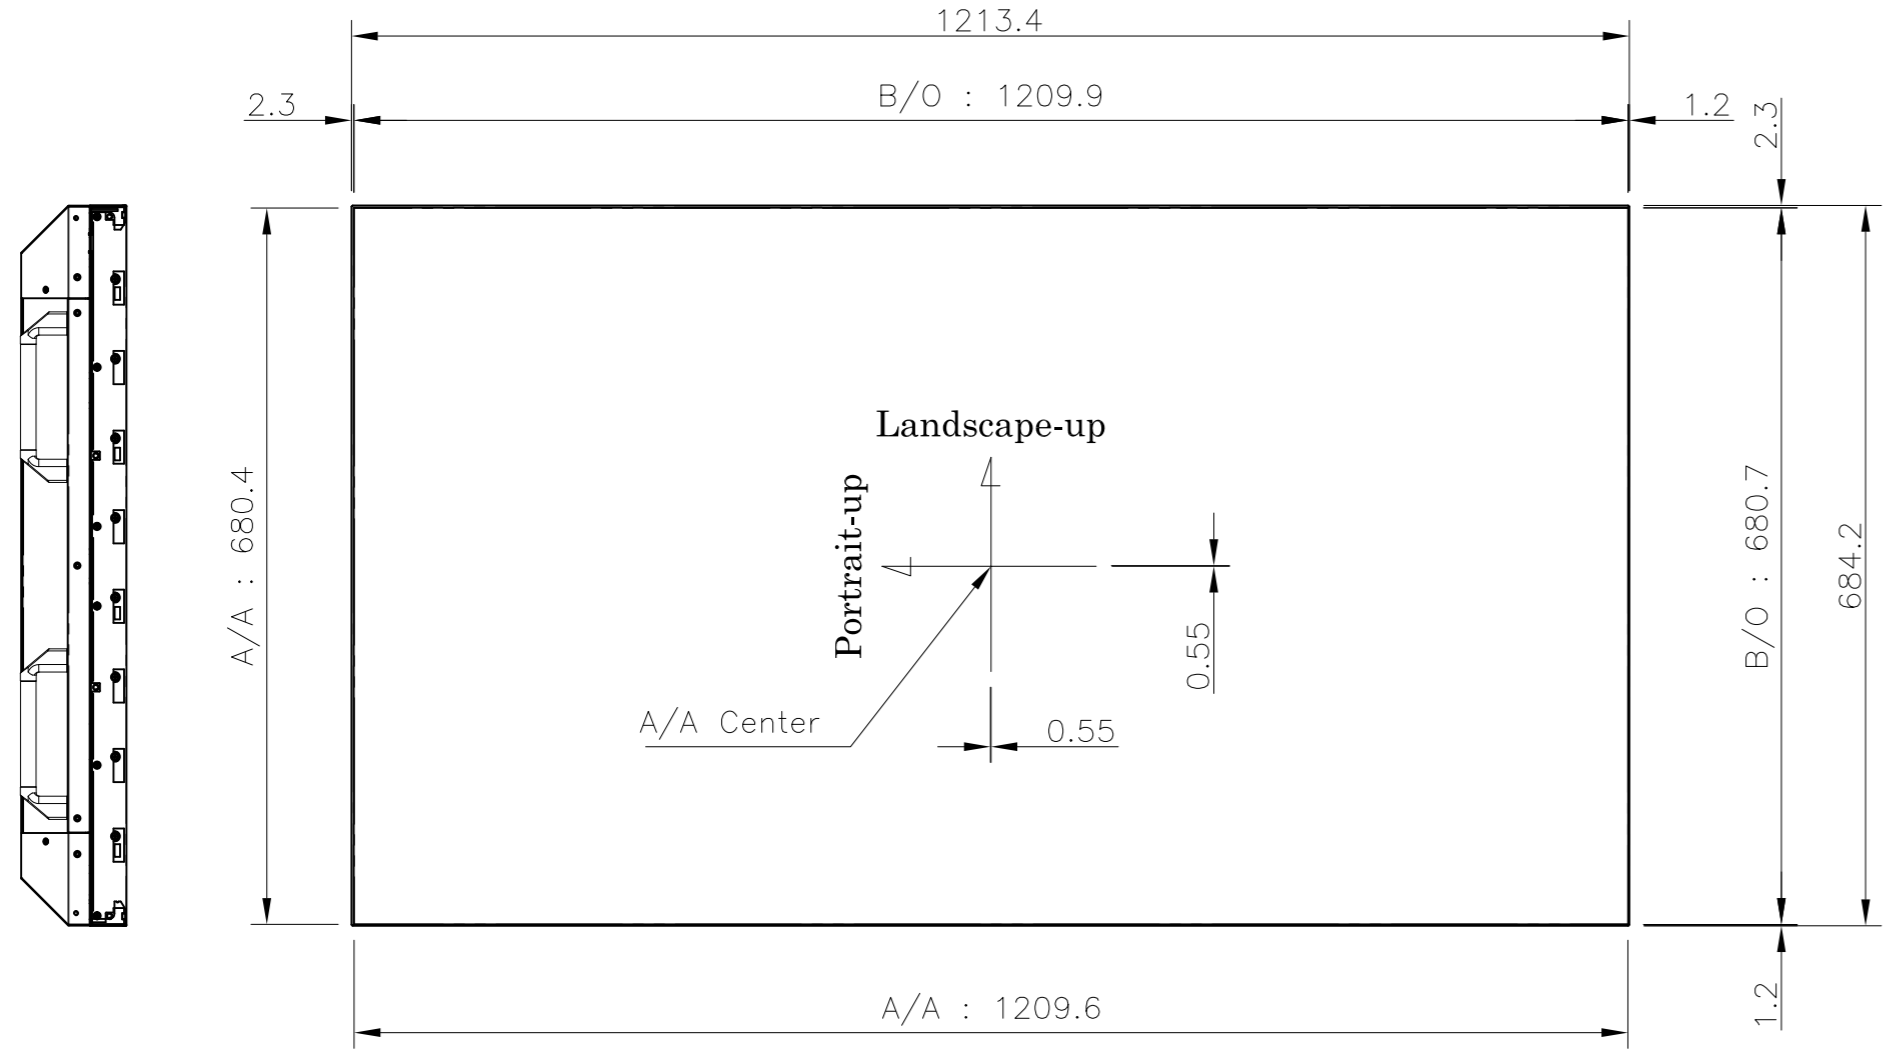 1213.4
B/O : 1209.9
2.3
1.2
2.3
Landscape-up
Portrait-up
A/A : 680.4
B/O : 680.7
684.2
0.55
A/A Center
0.55
A/A : 1209.6
1.2